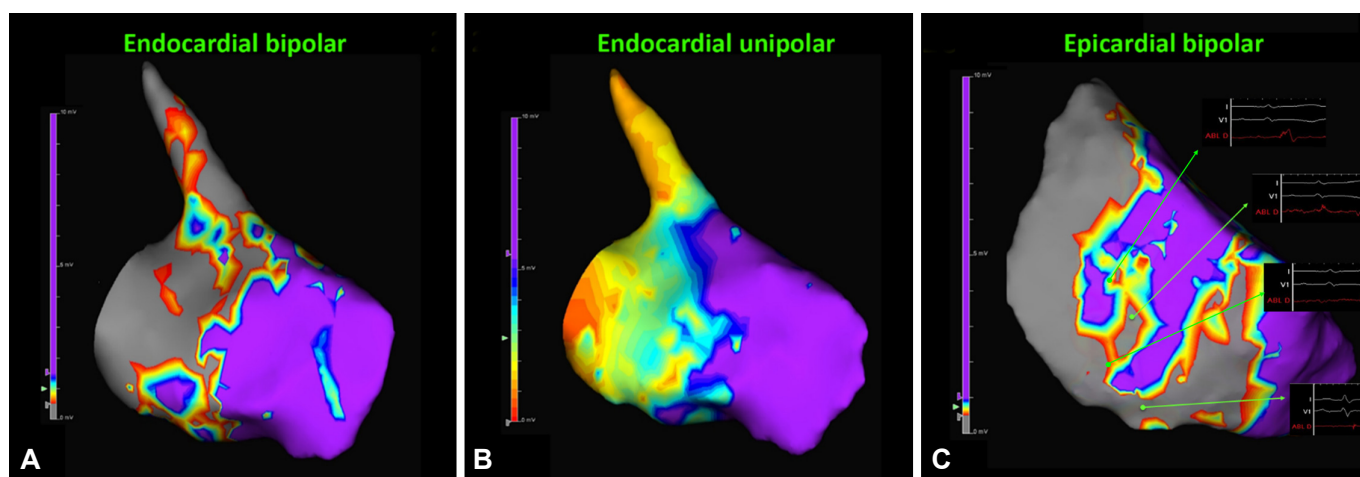 Endocardial bipolar
10 mV
5 mV
0 mV
A
Endocardial unipolar
10 mV
5 mV
0 mV
B
Epicardial bipolar
10 mV
5 mV
0 mV
I
V1
ABL D
I
V1
ABL D
I
V1
ABL D
I
V1
ABL D
C